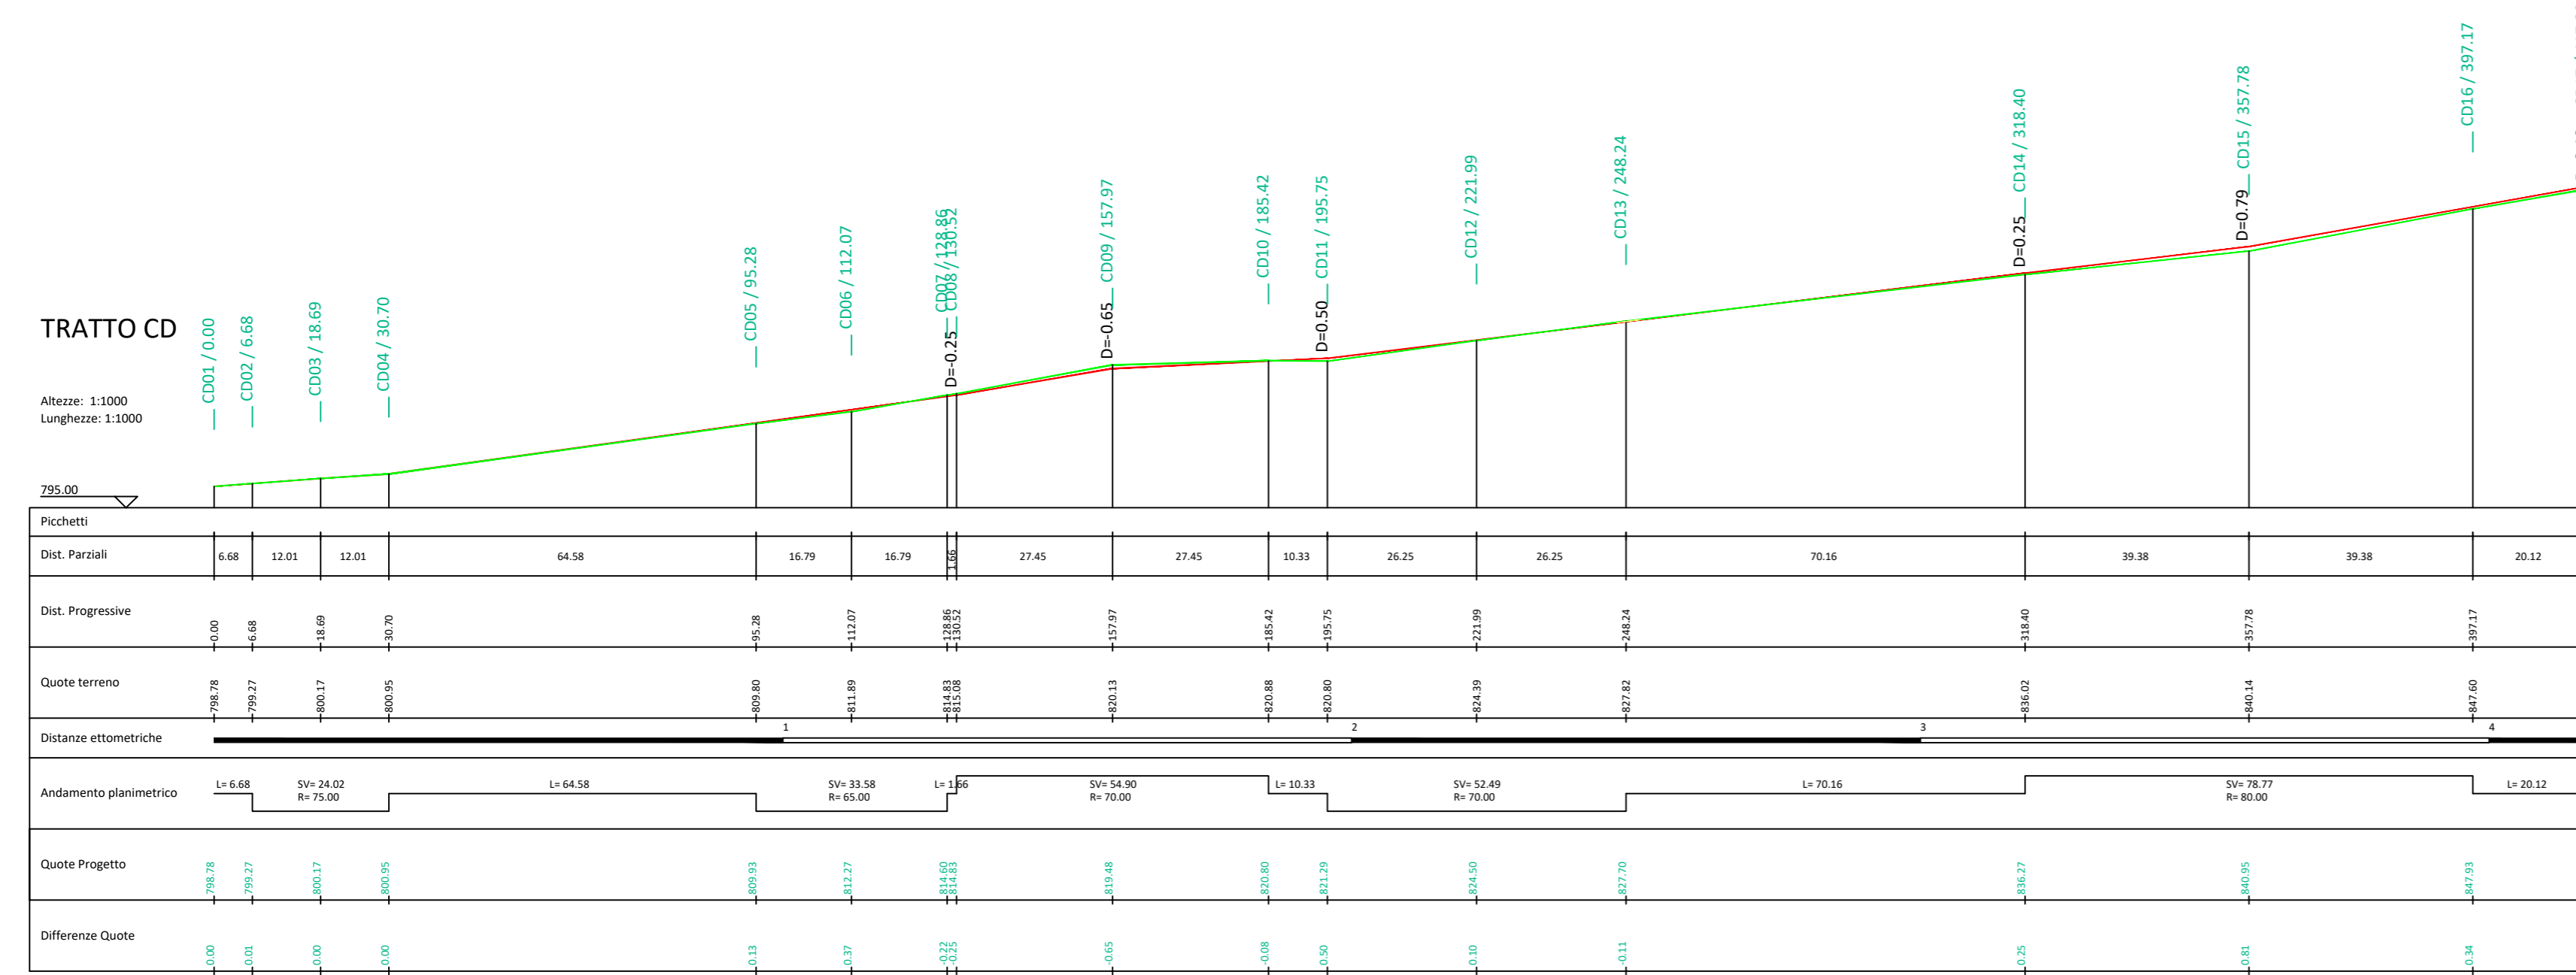 CD01 / 0.00
CD02 / 6.68
CD03 / 18.69
CD04 / 30.70
CD05 / 95.28
CD06 / 112.07
CD07 / 128.86
CD08 / 130.52
CD09 / 157.97
CD10 / 185.42
CD11 / 195.75
CD12 / 221.99
CD13 / 248.24
CD14 / 318.40
CD15 / 357.78
CD16 / 397.17
D=-0.25
D=-0.65
D=0.50
D=0.25
D=0.79
TRATTO CD
Altezze: 1:1000
Lunghezze: 1:1000
795.00
Picchetti
Dist. Parziali 6.68 12.01 12.01 64.58 16.79 16.79 1.66 27.45 27.45 10.33 26.25 26.25 70.16 39.38 39.38 20.12
Dist. Progressive 0.00 6.68 18.69 30.70 95.28 112.07 128.86 130.52 157.97 185.42 195.75 221.99 248.24 318.40 357.78 397.17
Quote terreno 798.78 799.27 800.17 800.95 809.80 811.89 814.83 815.08 820.13 820.88 820.80 824.39 827.82 836.02 840.14 847.60
Distanze ettometriche 1 2 3 4
Andamento planimetrico
L= 6.68
SV= 24.02
R= 75.00
L= 64.58
SV= 33.58
R= 65.00
L= 1.66
SV= 54.90
R= 70.00
L= 10.33
SV= 52.49
R= 70.00
L= 70.16
SV= 78.77
R= 80.00
L= 20.12
Quote Progetto 798.78 799.27 800.17 800.95 809.93 812.27 814.60 814.83 819.48 820.80 821.29 824.50 827.70 836.27 840.95 847.93
Differenze Quote 0.00 0.01 0.00 0.00 0.13 0.37 -0.22 -0.25 -0.65 -0.08 0.50 0.10 -0.11 0.25 0.81 0.34